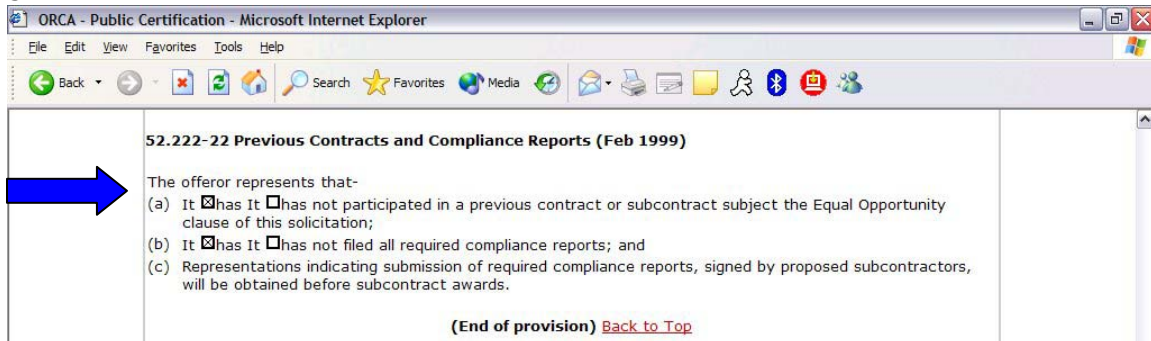 ORCA - Public Certification - Microsoft Internet Explorer
File Edit View Favorites Tools Help
Back Search Favorites Media
52.222-22 Previous Contracts and Compliance Reports (Feb 1999)
The offeror represents that-
(a) It ☒has It ☐has not participated in a previous contract or subcontract subject the Equal Opportunity
clause of this solicitation;
(b) It ☒has It ☐has not filed all required compliance reports; and
(c) Representations indicating submission of required compliance reports, signed by proposed subcontractors,
will be obtained before subcontract awards.
(End of provision) Back to Top